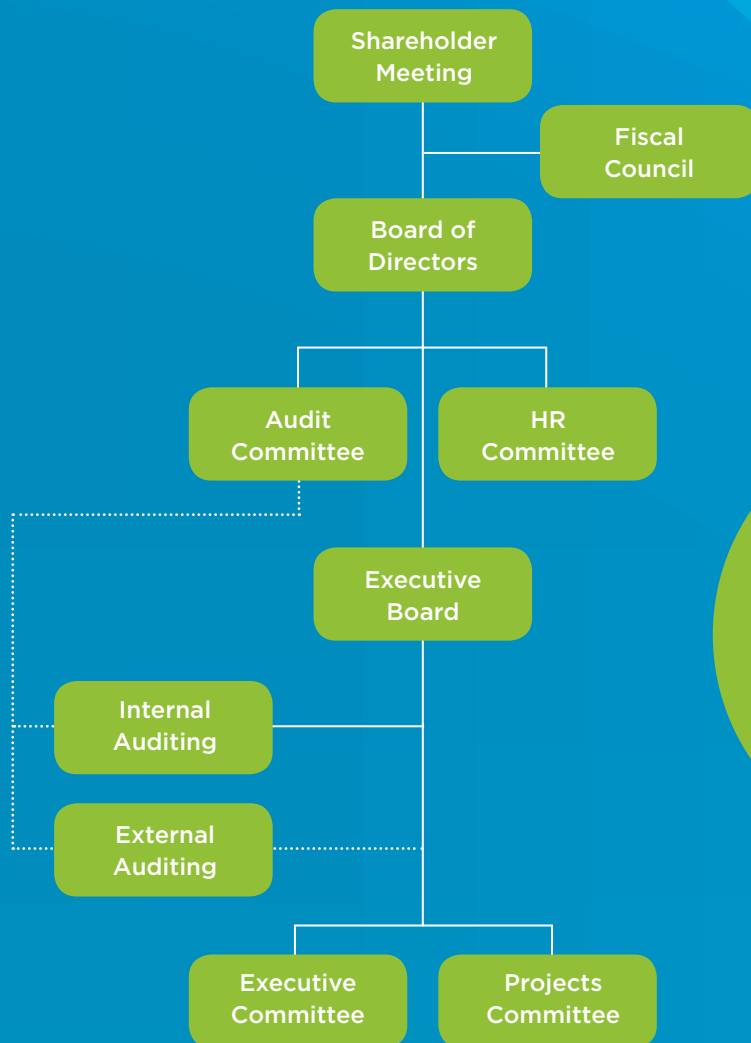 Shareholder
Meeting
Fiscal
Council
Board of
Directors
Audit
Committee
HR
Committee
Executive
Board
Internal
Auditing
External
Auditing
Executive
Committee
Projects
Committee